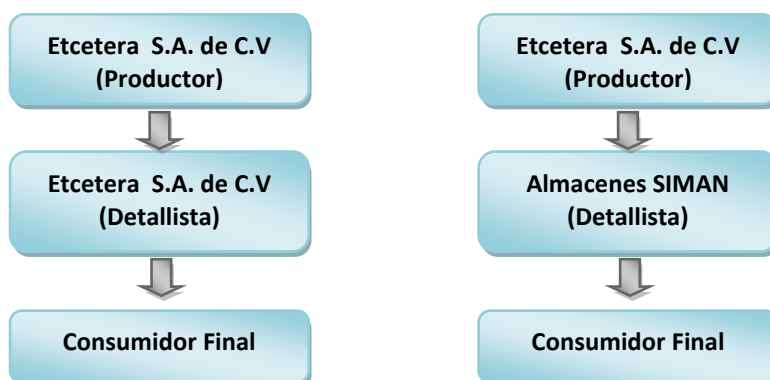 Etcetera S.A. de C.V
(Productor)
Etcetera S.A. de C.V
(Detallista)
Consumidor Final
Etcetera S.A. de C.V
(Productor)
Almacenes SIMAN
(Detallista)
Consumidor Final